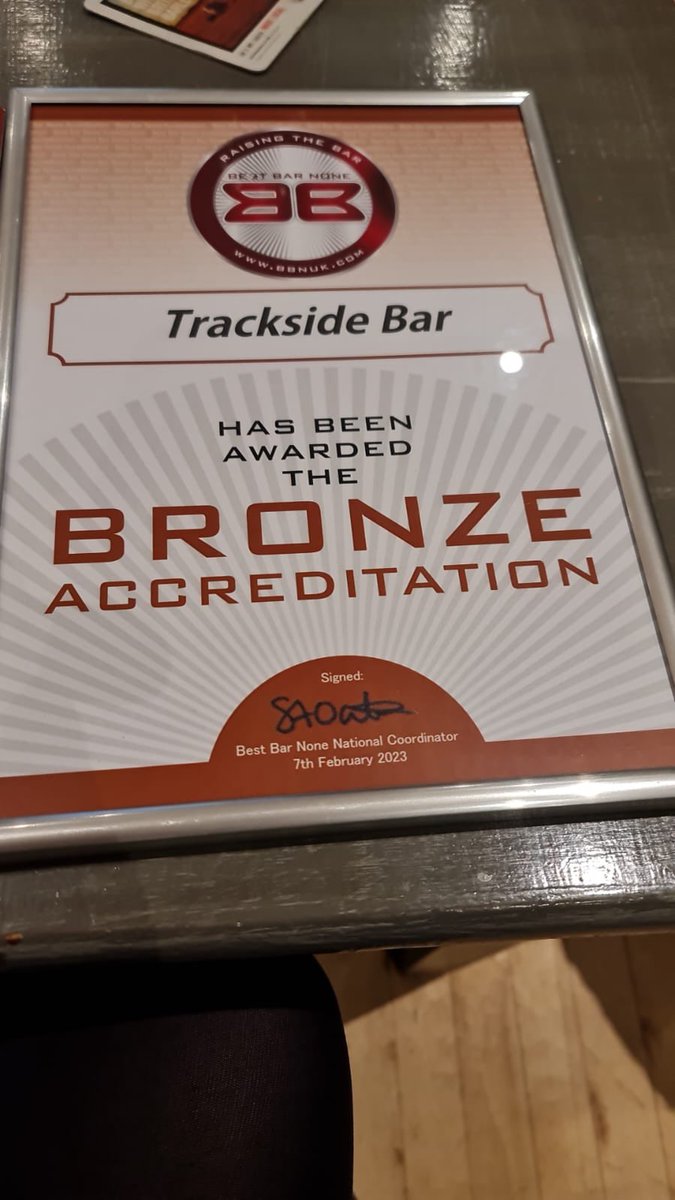 RAISING THE BAR
BEST BAR NONE
BB
WWW.BBNUK.COM
Trackside Bar
HAS BEEN
AWARDED
THE
BRONZE
ACCREDITATION
Signed:
Best Bar None National Coordinator
7th February 2023